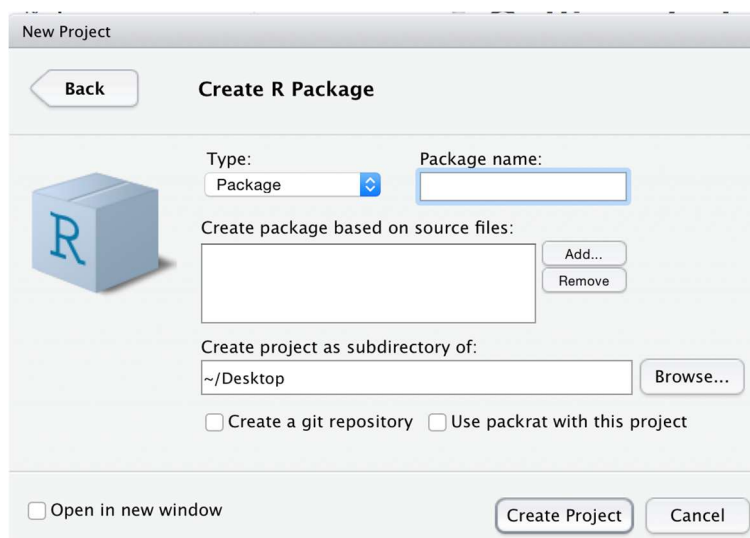 New Project
Back
Create R Package
Type:
Package name:
Package
R
Create package based on source files:
Add...
Remove
Create project as subdirectory of:
~/Desktop
Browse...
Create a git repository
Use packrat with this project
Open in new window
Create Project
Cancel